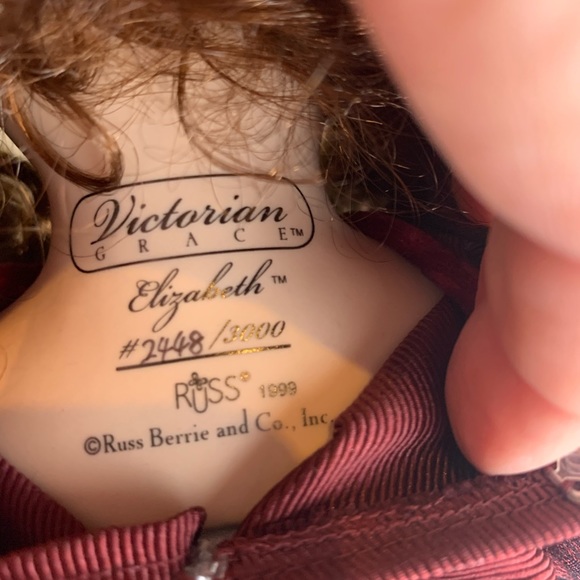 Victorian
GRACE™
Elizabeth™
#2448/3000
RUSS® 1999
©Russ Berrie and Co., Inc.